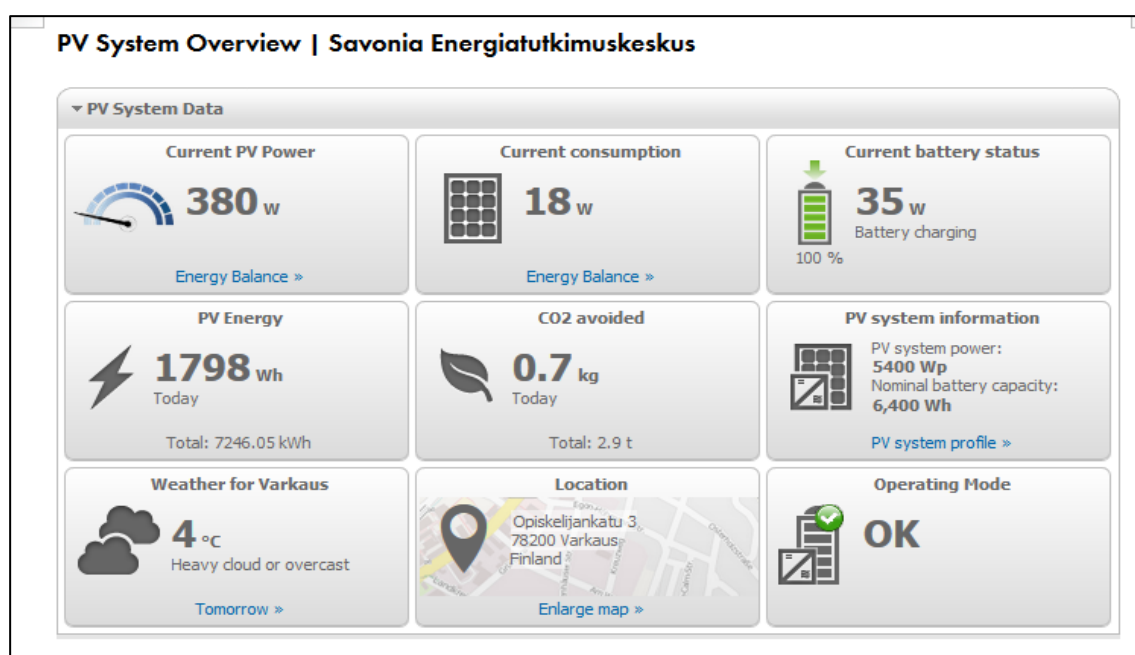 PV System Overview | Savonia Energiatutkimuskeskus
PV System Data
Current PV Power
380 W
Energy Balance »
Current consumption
18 W
Energy Balance »
Current battery status
35 W
Battery charging
100 %
PV Energy
1798 Wh
Today
Total: 7246.05 kWh
CO2 avoided
0.7 kg
Today
Total: 2.9 t
PV system information
PV system power:
5400 Wp
Nominal battery capacity:
6,400 Wh
PV system profile »
Weather for Varkaus
4 °C
Heavy cloud or overcast
Tomorrow »
Location
Opiskelijankatu 3
78200 Varkaus
Finland
Enlarge map »
Operating Mode
OK